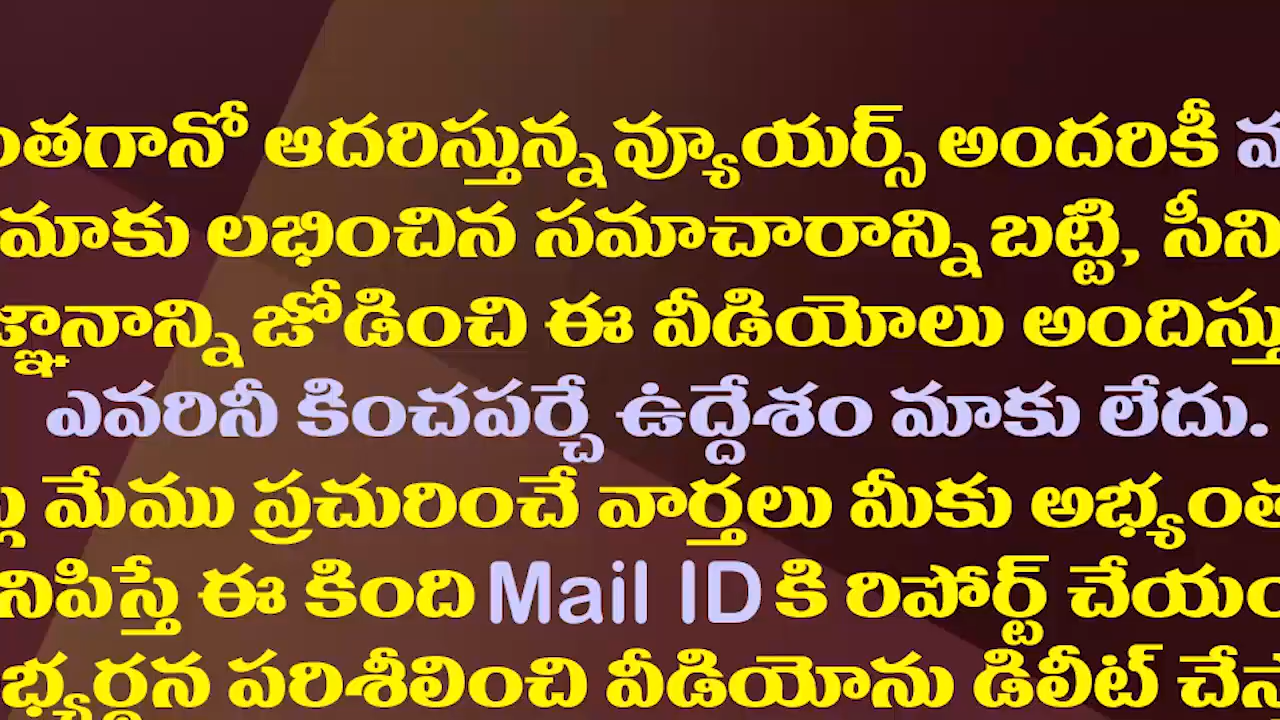 ంతగానో ఆదరిస్తున్న వ్యూయర్స్ అందరికీ
మాకు లభించిన సమాచారాన్ని బట్టి, సీని
జ్ఞానాన్ని జోడించి ఈ వీడియోలు అందిస్తు
ఎవరినీ కించపర్చే ఉద్దేశం మాకు లేదు.
మేము ప్రచురించే వార్తలు మీకు అభ్యంత
నిపిస్తే ఈ కింది Mail ID కి రిపోర్ట్ చేయం
భ్యర్థన పరిశీలించి వీడియోను డిలీట్ చేస